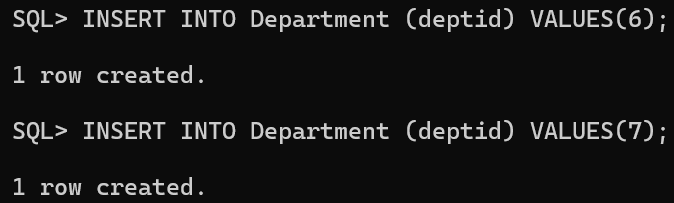 SQL> INSERT INTO Department (deptid) VALUES(6);
1 row created.
SQL> INSERT INTO Department (deptid) VALUES(7);
1 row created.